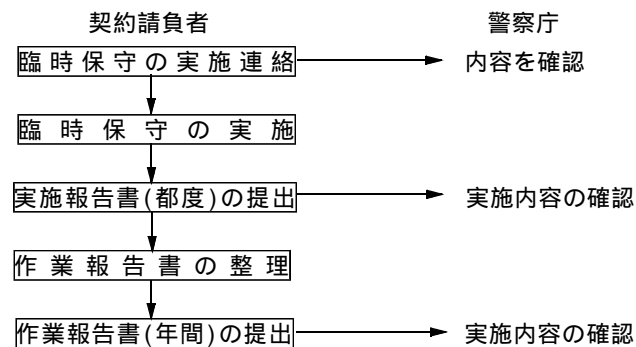 契約請負者 警察庁
臨時保守の実施連絡 内容を確認
臨時保守の実施
実施報告書(都度)の提出 実施内容の確認
作業報告書の整理
作業報告書(年間)の提出 実施内容の確認